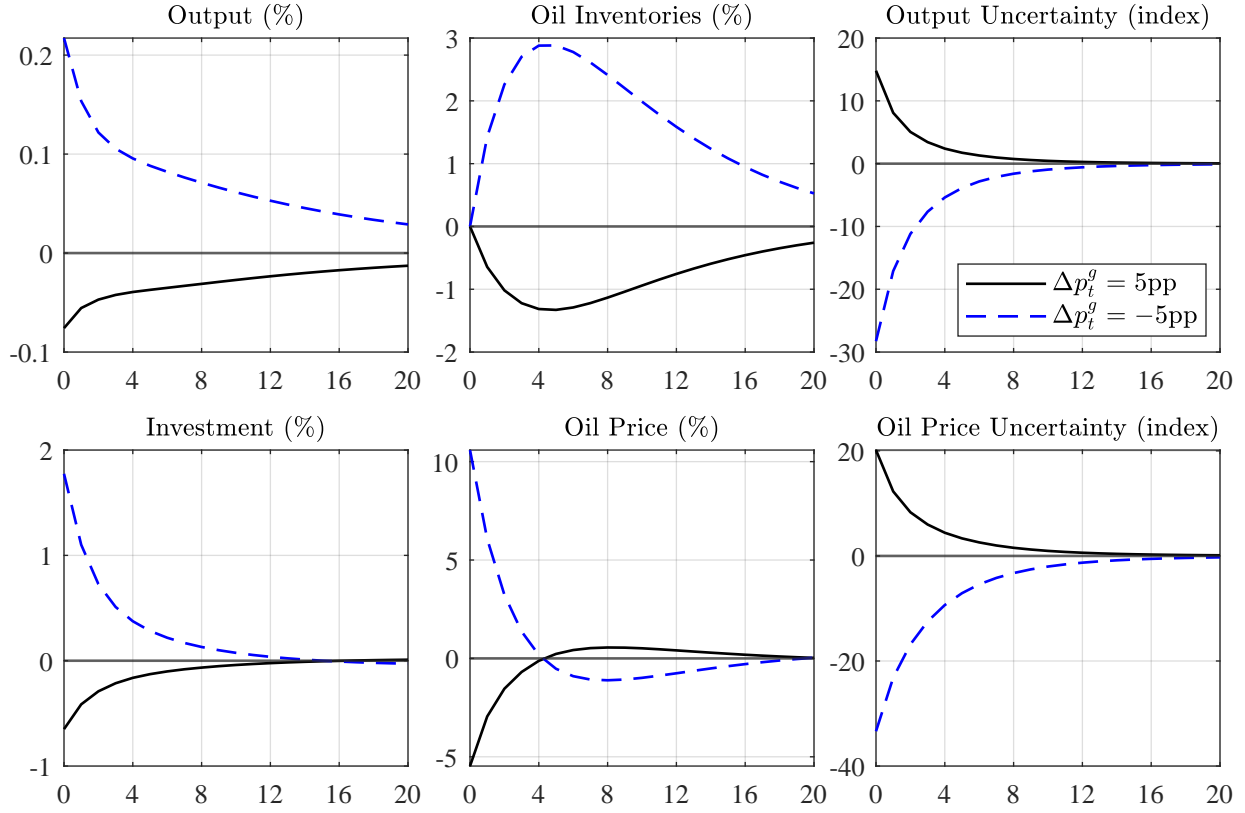 Output (%)
0.2
0.1
0
-0.1
0 4 8 12 16 20
Oil Inventories (%)
3
2
1
0
-1
-2
0 4 8 12 16 20
Output Uncertainty (index)
20
10
0
-10
-20
-30
0 4 8 12 16 20
Δp_t^g = 5pp
Δp_t^g = −5pp
Investment (%)
2
1
0
-1
0 4 8 12 16 20
Oil Price (%)
10
5
0
-5
0 4 8 12 16 20
Oil Price Uncertainty (index)
20
0
-20
-40
0 4 8 12 16 20